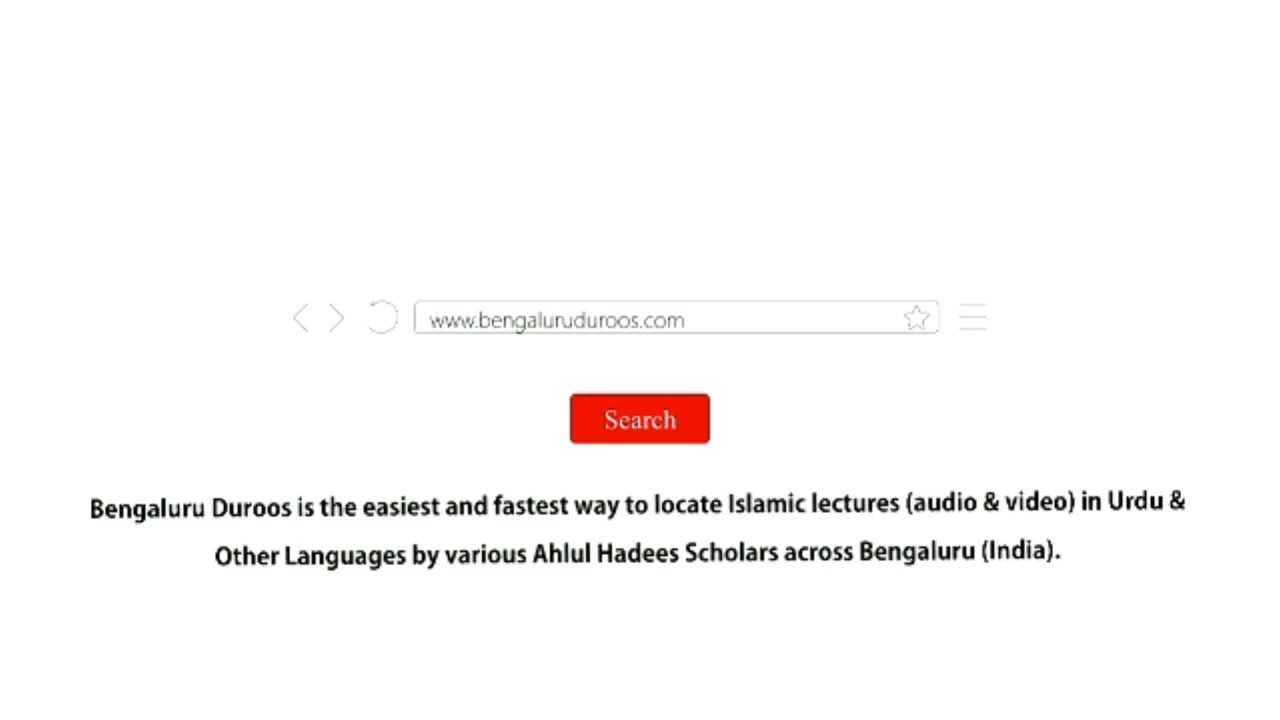 www.bengaluruduroos.com
Search
Bengaluru Duroos is the easiest and fastest way to locate Islamic lectures (audio & video) in Urdu &
Other Languages by various Ahlul Hadees Scholars across Bengaluru (India).